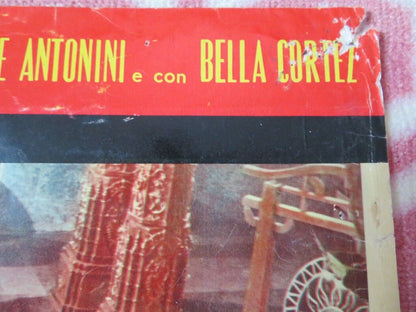 E ANTONINI e con BELLA CORTEZ